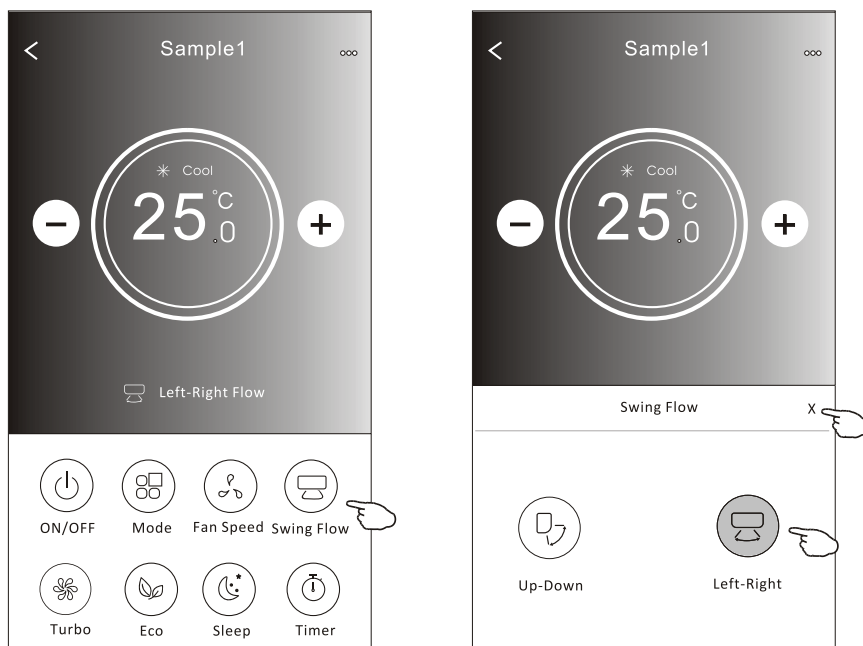 Sample1
Cool
25.0°C
Left-Right Flow
ON/OFF Mode Fan Speed Swing Flow
Turbo Eco Sleep Timer
Sample1
Cool
25.0°C
Swing Flow X
Up-Down Left-Right